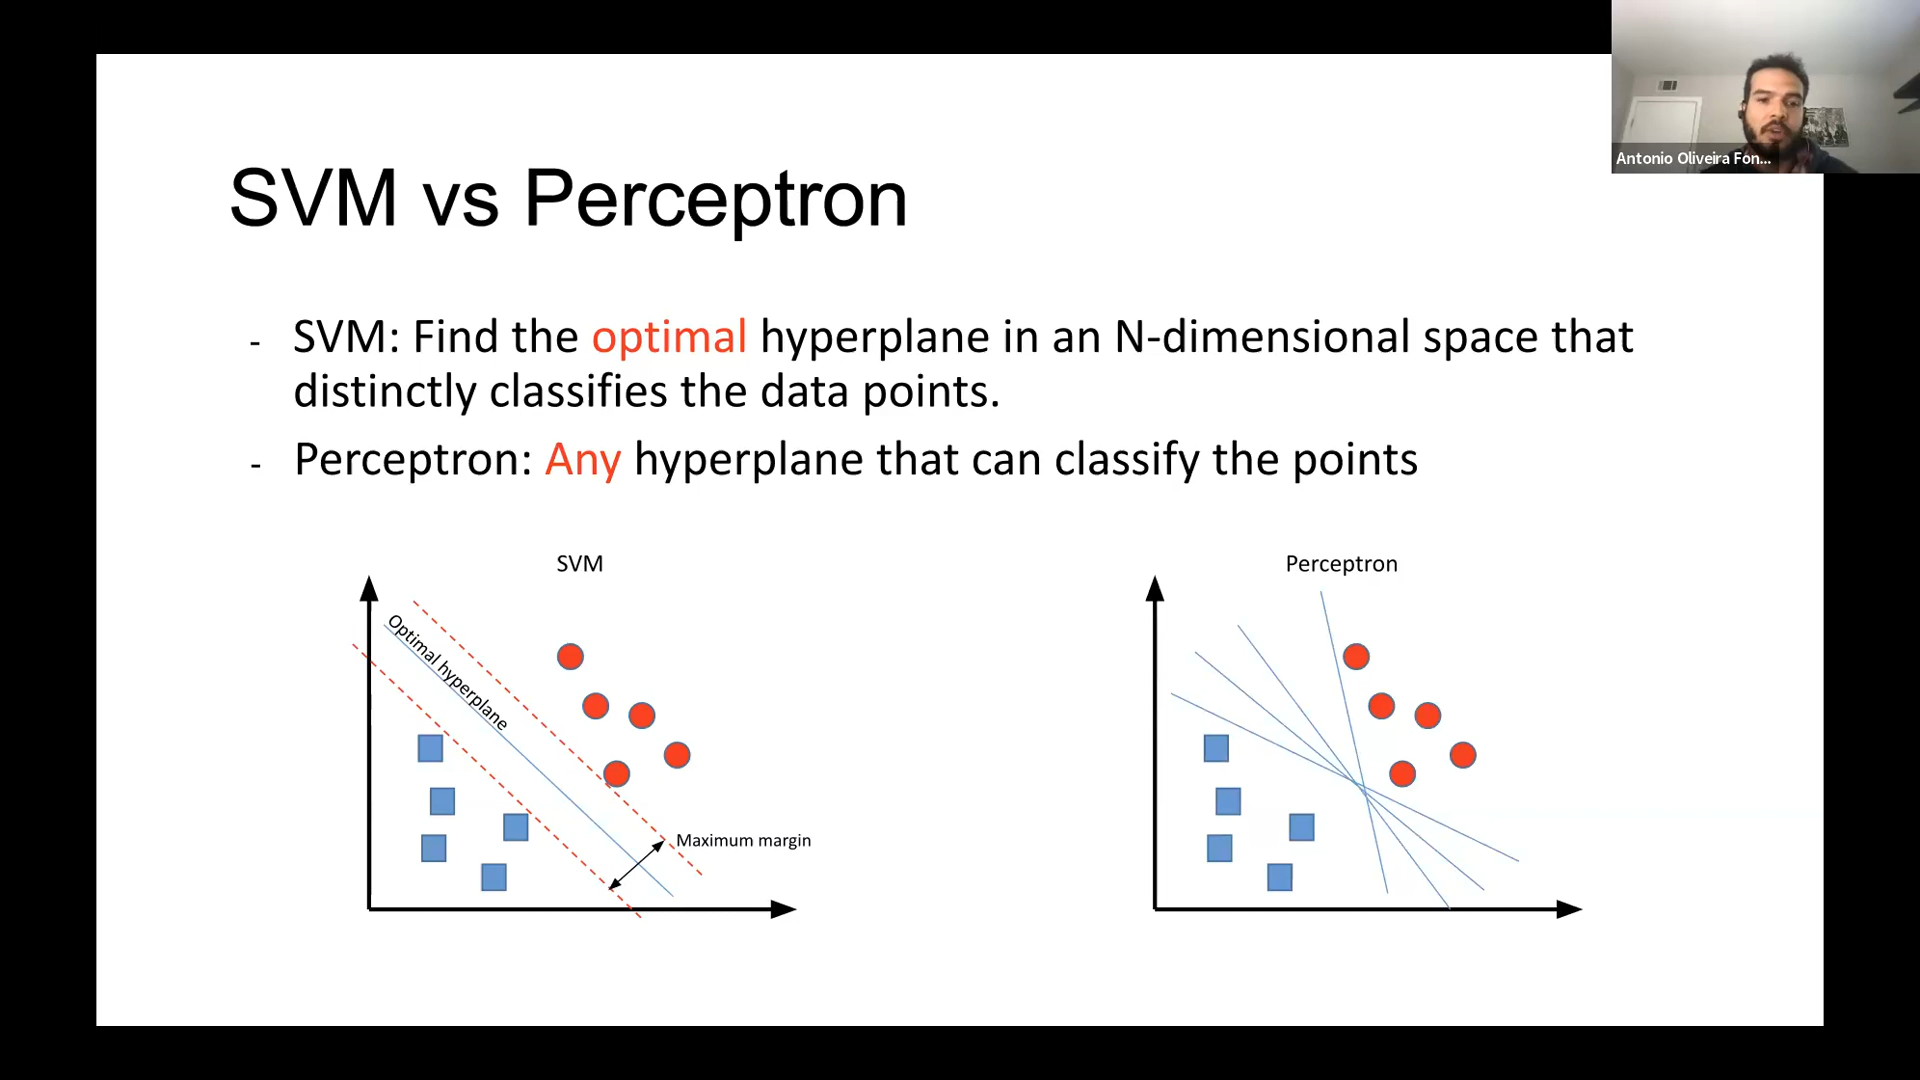 Antonio Oliveira Fon...
SVM vs Perceptron
- SVM: Find the optimal hyperplane in an N-dimensional space that
distinctly classifies the data points.
- Perceptron: Any hyperplane that can classify the points
SVM
Optimal hyperplane
Maximum margin
Perceptron